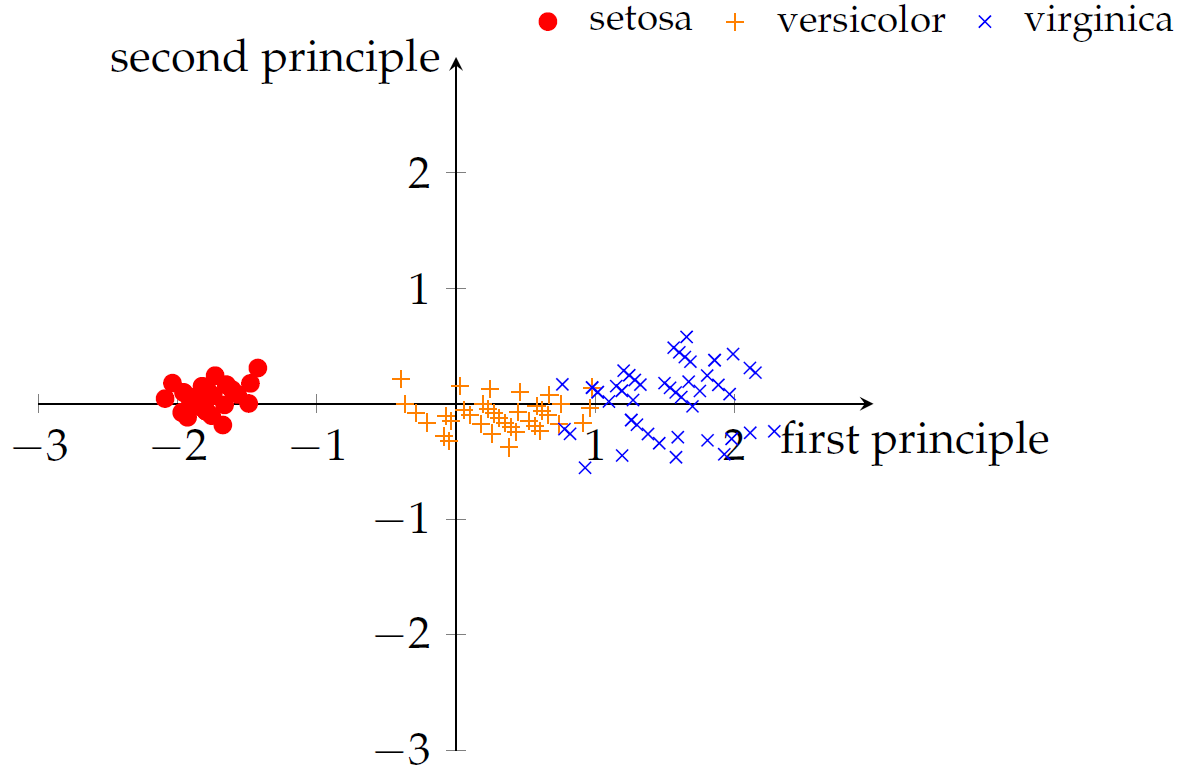 setosa versicolor virginica
second principle
2
1
−3 −2 −1 1 2 first principle
−1
−2
−3